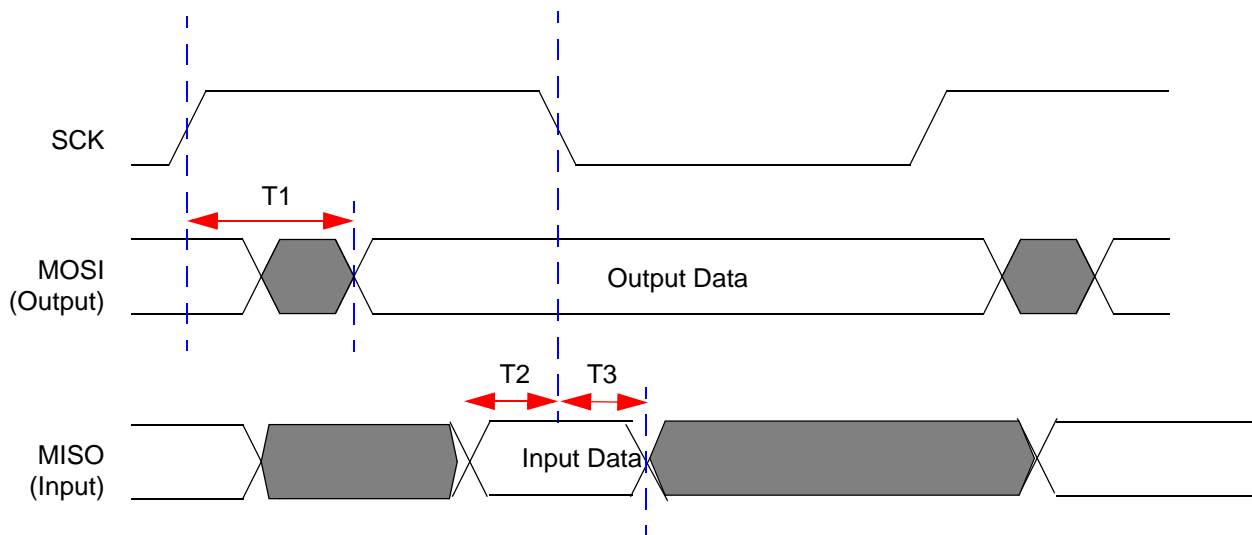 SCK
T1
MOSI
(Output)
Output Data
T2
T3
MISO
(Input)
Input Data